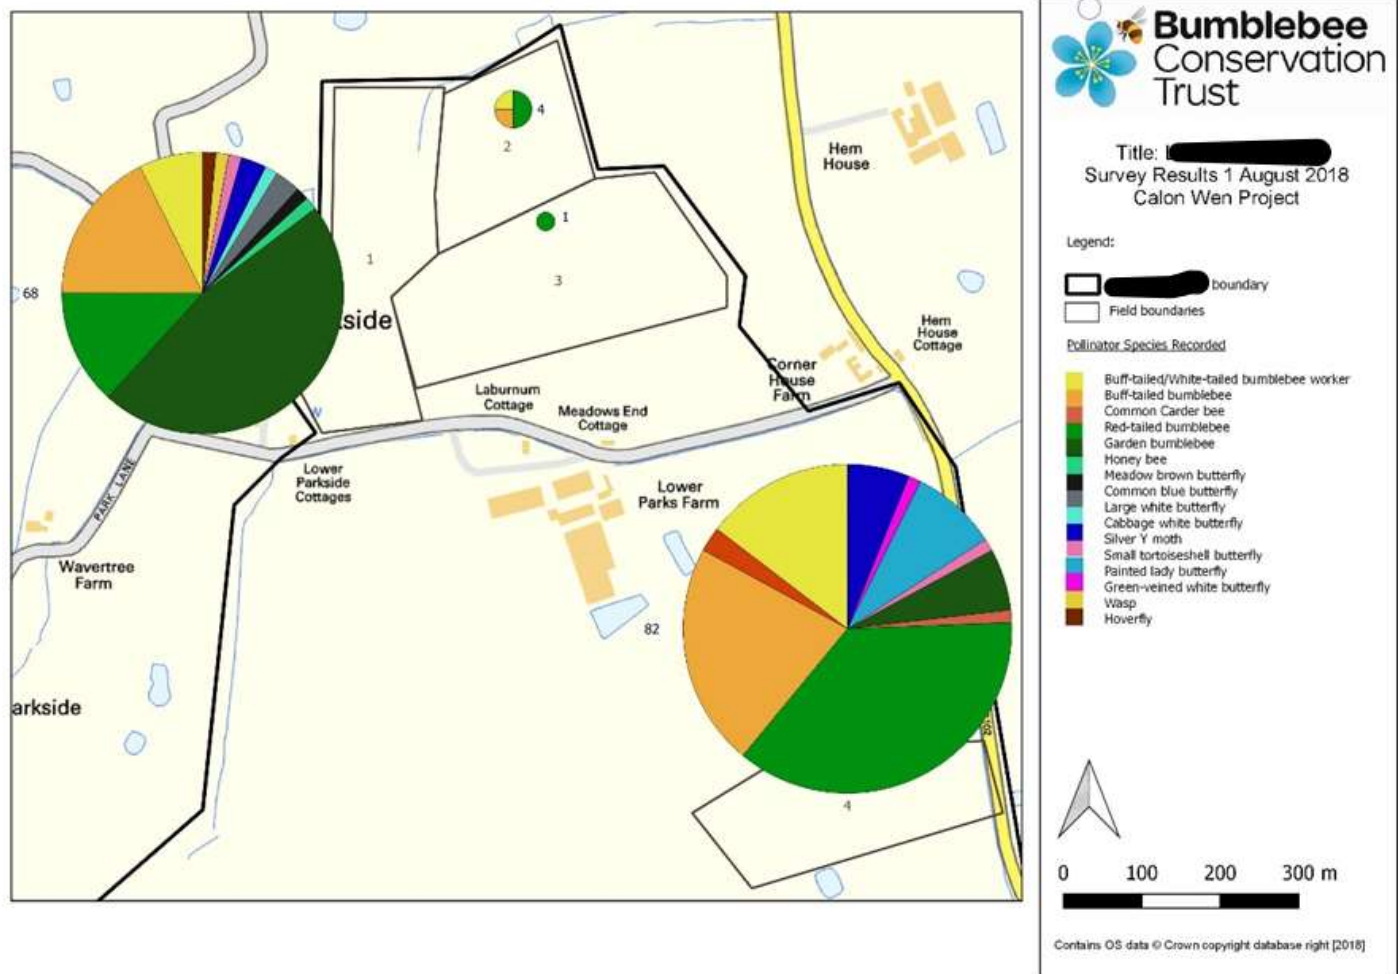 4
2
1
3
1
68
kside
Hem
House
Hem
House
Cottage
Corner
House
Farm
Laburnum
Cottage
Meadows End
Cottage
W
Lower
Parkside
Cottages
PARK LANE
Lower
Parks Farm
Wavertree
Farm
82
arkside
4
Bumblebee
Conservation
Trust
Title:
Survey Results 1 August 2018
Calon Wen Project
Legend:
boundary
Field boundaries
Pollinator Species Recorded
Buff-tailed/White-tailed bumblebee worker
Buff-tailed bumblebee
Common Carder bee
Red-tailed bumblebee
Garden bumblebee
Honey bee
Meadow brown butterfly
Common blue butterfly
Large white butterfly
Cabbage white butterfly
Silver Y moth
Small tortoiseshell butterfly
Painted lady butterfly
Green-veined white butterfly
Wasp
Hoverfly
0 100 200 300 m
Contains OS data © Crown copyright database right [2018]